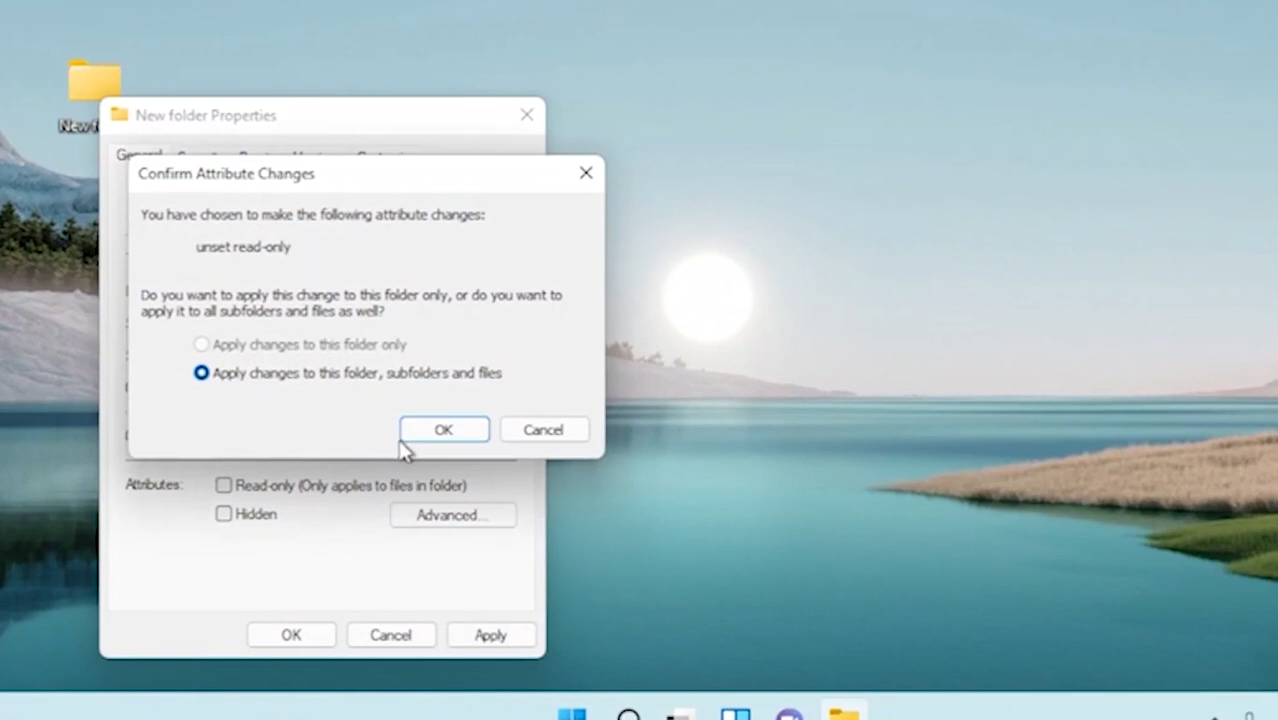 New folder Properties
General
Confirm Attribute Changes
You have chosen to make the following attribute changes:
unset read-only
Do you want to apply this change to this folder only, or do you want to
apply it to all subfolders and files as well?
Apply changes to this folder only
Apply changes to this folder, subfolders and files
OK Cancel
Attributes: Read-only (Only applies to files in folder)
Hidden Advanced...
OK Cancel Apply